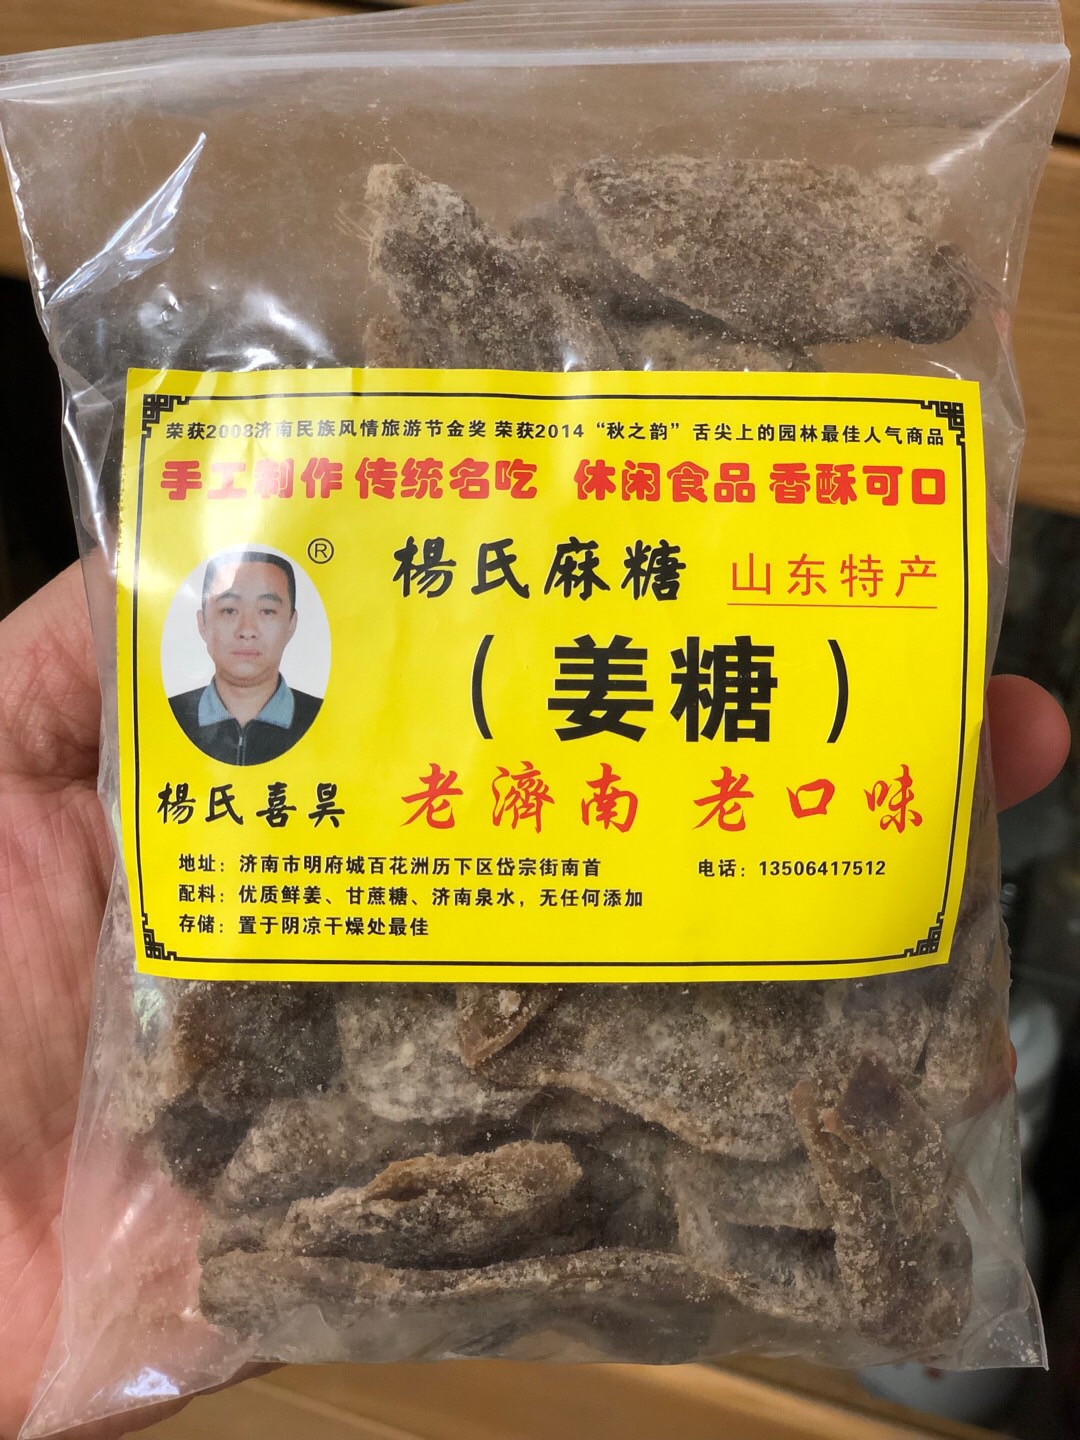 荣获2008济南民族风情旅游节金奖 荣获2014“秋之韵”舌尖上的园林最佳人气商品
手工制作 传统名吃 休闲食品 香酥可口
®
楊氏麻糖 山东特产
（姜糖）
楊氏喜昊
老濟南 老口味
地址：济南市明府城百花洲历下区岱宗街南首 电话：13506417512
配料：优质鲜姜、甘蔗糖、济南泉水，无任何添加
存储：置于阴凉干燥处最佳